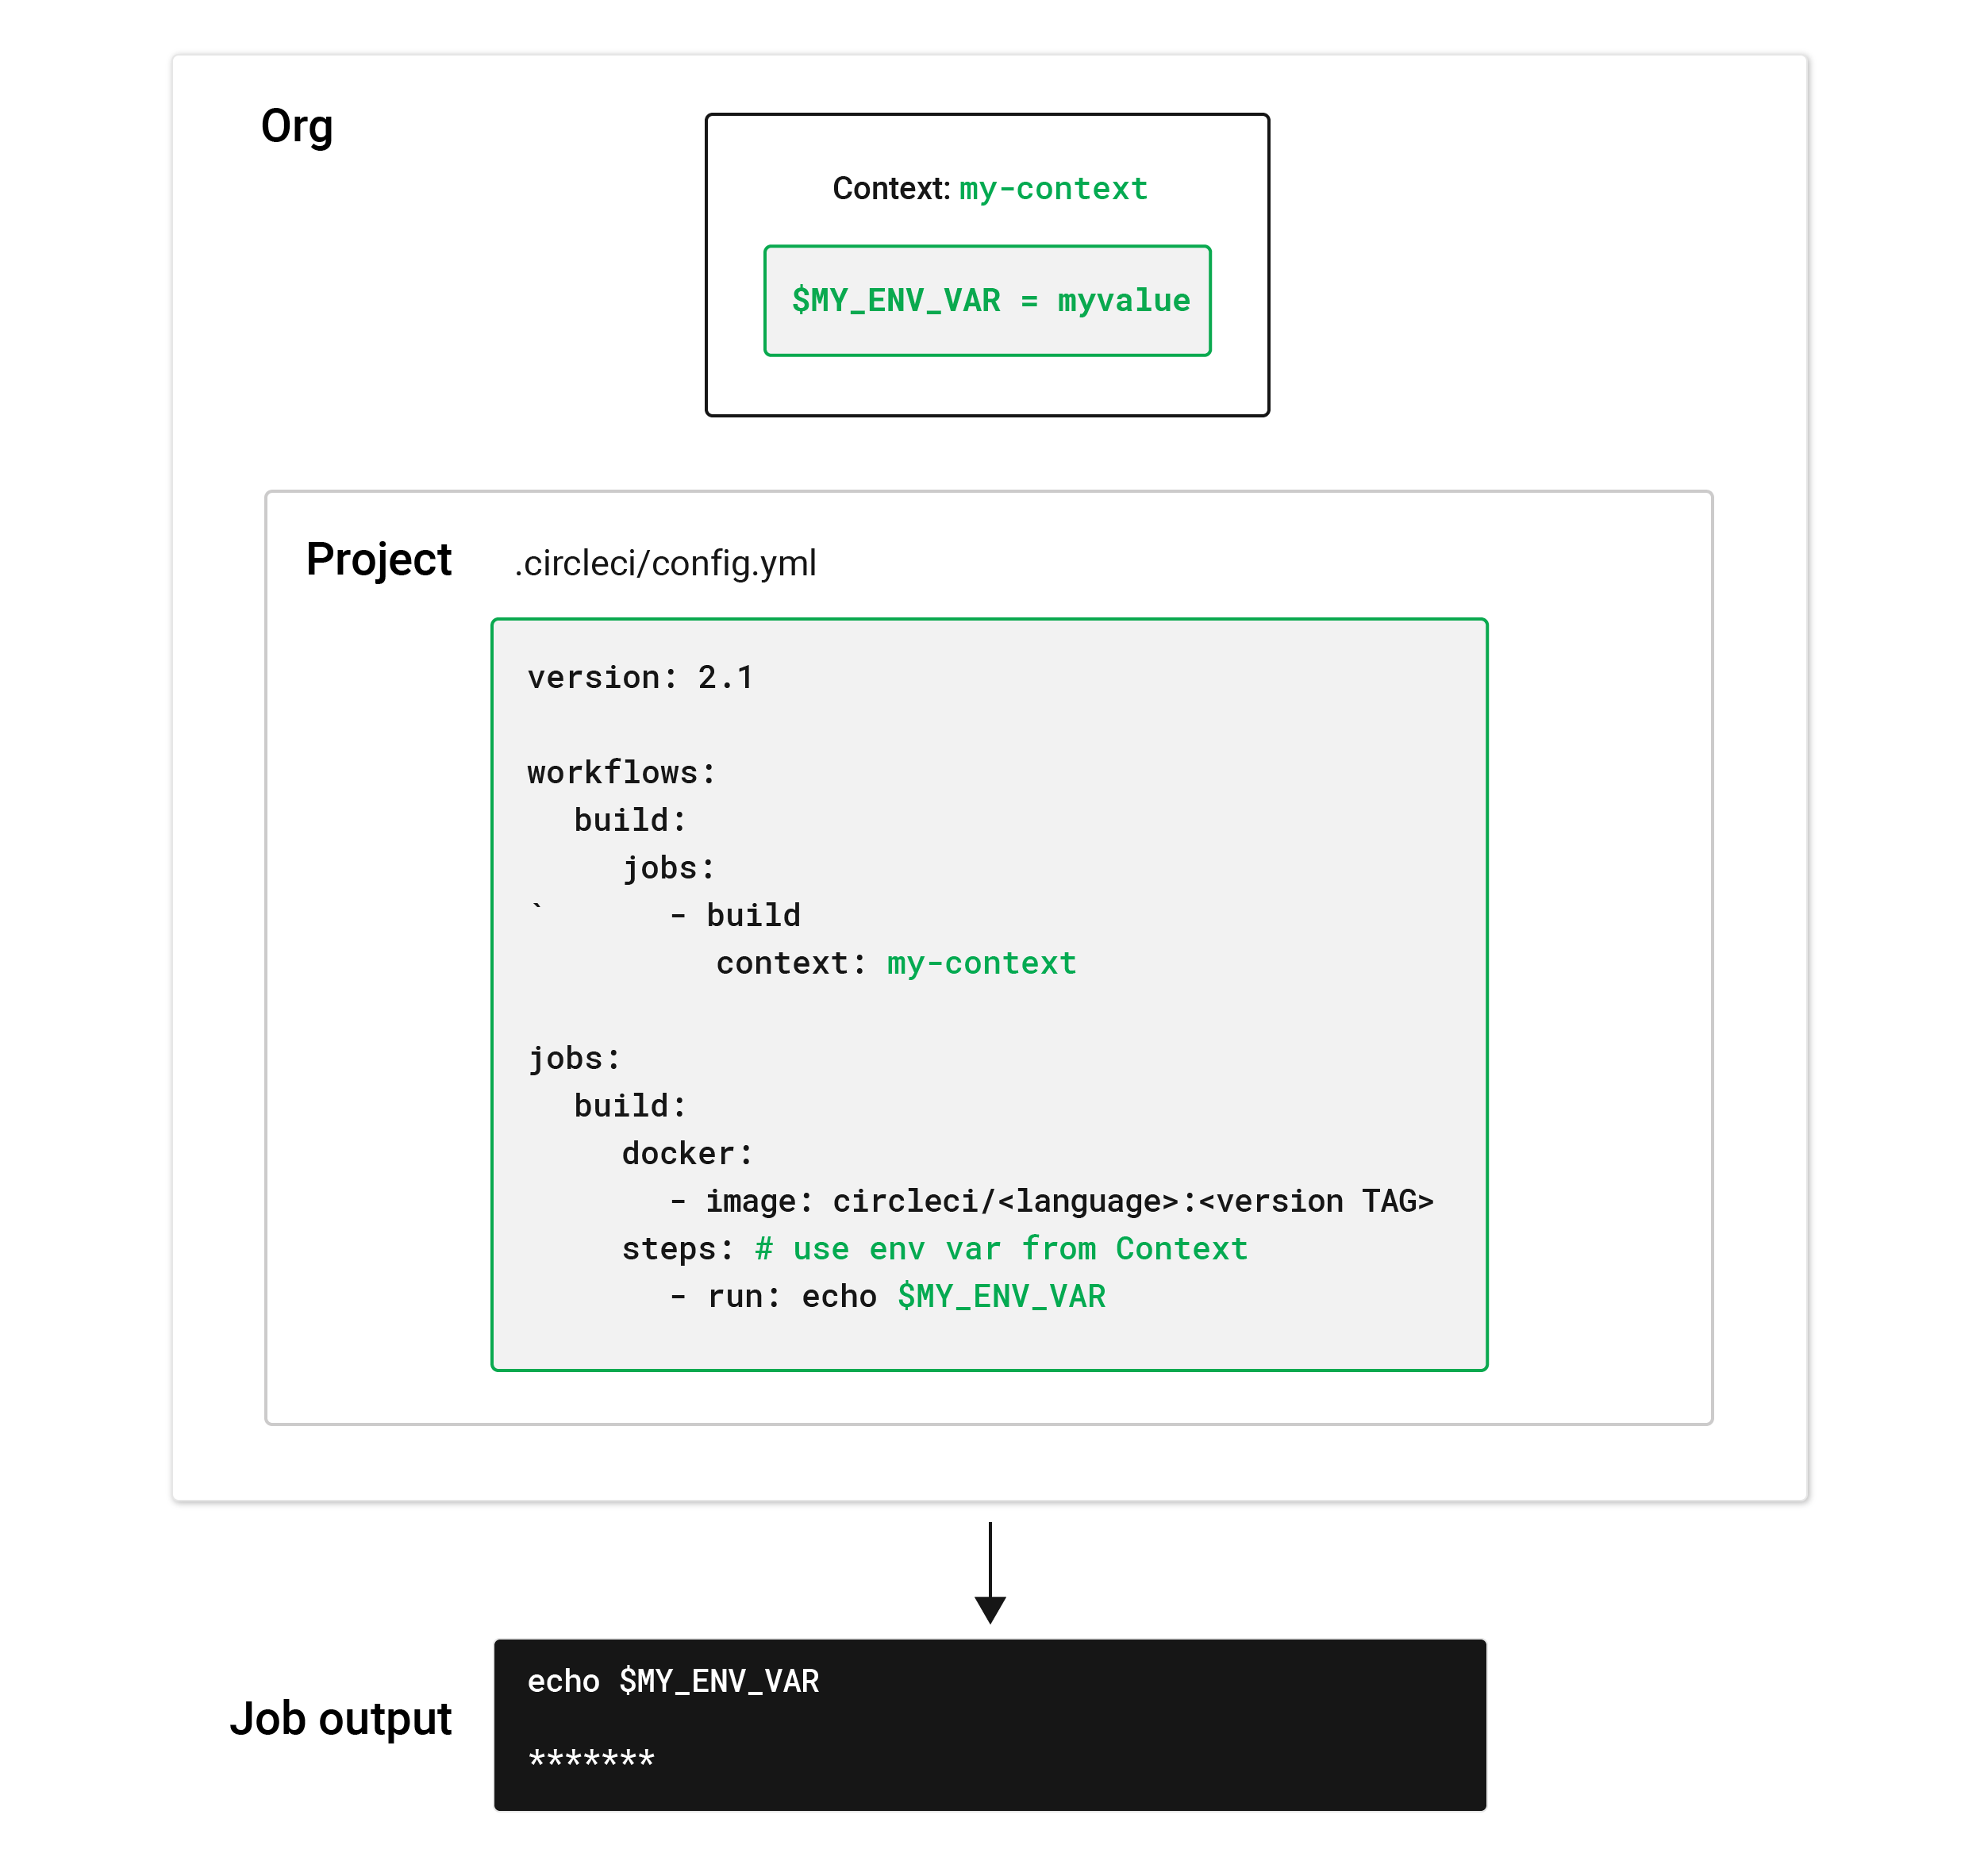 Org
Context: my-context
$MY_ENV_VAR = myvalue
Project
.circleci/config.yml
version: 2.1
workflows:
build:
jobs:
` - build
context: my-context
jobs:
build:
docker:
- image: circleci/<language>:<version TAG>
steps: # use env var from Context
- run: echo $MY_ENV_VAR
Job output
echo $MY_ENV_VAR
*******